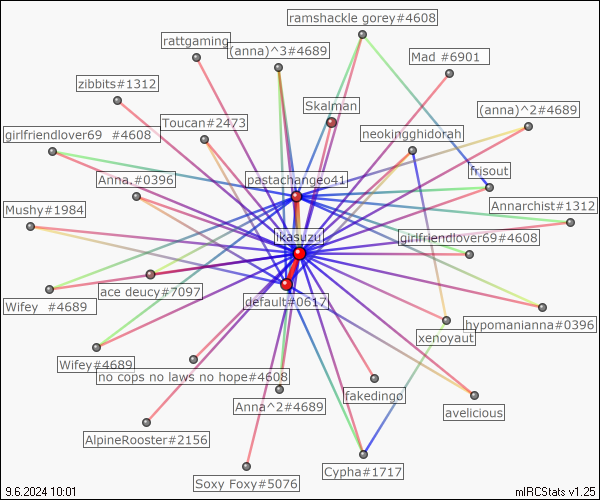 ramshackle gorey#4608
rattgaming
(anna)^3#4689
Mad #6901
zibbits#1312
Skalman
(anna)^2#4689
Toucan#2473
girlfriendlover69 #4608
neokingghidorah
frisout
Anna.#0396
pastachangeo41
Annarchist#1312
Mushy#1984
ikasuzu
girlfriendlover69#4608
ace deucy#7097
default#0617
Wifey #4689
hypomanianna#0396
xenoyaut
Wifey#4689
no cops no laws no hope#4608
fakedingo
Anna^2#4689
avelicious
AlpineRooster#2156
Cypha#1717
Soxy Foxy#5076
9.6.2024 10:01
mIRCStats v1.25